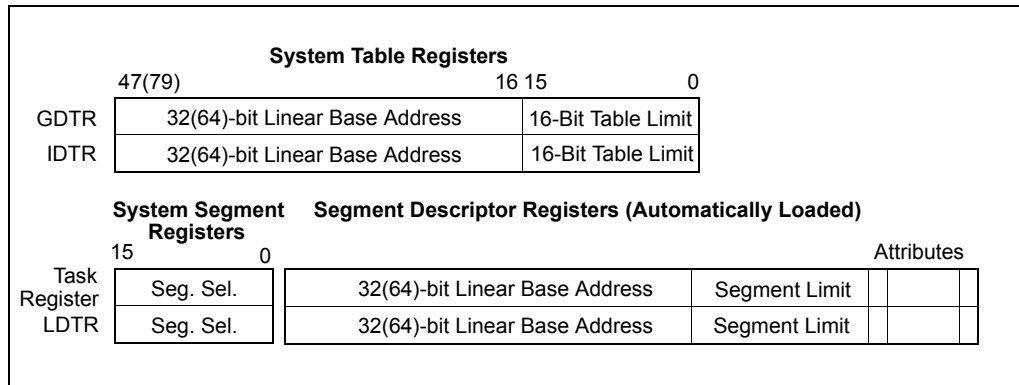 System Table Registers
47(79) 16 15 0
GDTR 32(64)-bit Linear Base Address 16-Bit Table Limit
IDTR 32(64)-bit Linear Base Address 16-Bit Table Limit
System Segment Segment Descriptor Registers (Automatically Loaded)
Registers
15 0 Attributes
Task
Register Seg. Sel. 32(64)-bit Linear Base Address Segment Limit
LDTR Seg. Sel. 32(64)-bit Linear Base Address Segment Limit